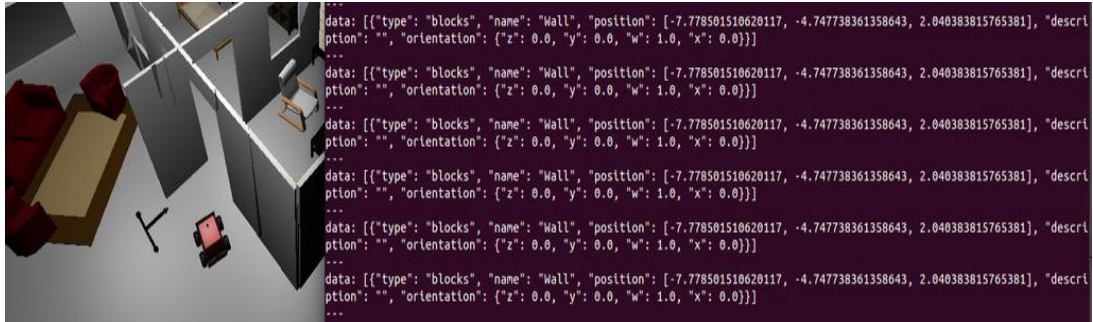 ---
data: [{"type": "blocks", "name": "Wall", "position": [-7.778501510620117, -4.747738361358643, 2.040383815765381], "descri
ption": "", "orientation": {"z": 0.0, "y": 0.0, "w": 1.0, "x": 0.0}}]
---
data: [{"type": "blocks", "name": "Wall", "position": [-7.778501510620117, -4.747738361358643, 2.040383815765381], "descri
ption": "", "orientation": {"z": 0.0, "y": 0.0, "w": 1.0, "x": 0.0}}]
---
data: [{"type": "blocks", "name": "Wall", "position": [-7.778501510620117, -4.747738361358643, 2.040383815765381], "descri
ption": "", "orientation": {"z": 0.0, "y": 0.0, "w": 1.0, "x": 0.0}}]
---
data: [{"type": "blocks", "name": "Wall", "position": [-7.778501510620117, -4.747738361358643, 2.040383815765381], "descri
ption": "", "orientation": {"z": 0.0, "y": 0.0, "w": 1.0, "x": 0.0}}]
---
data: [{"type": "blocks", "name": "Wall", "position": [-7.778501510620117, -4.747738361358643, 2.040383815765381], "descri
ption": "", "orientation": {"z": 0.0, "y": 0.0, "w": 1.0, "x": 0.0}}]
---
data: [{"type": "blocks", "name": "Wall", "position": [-7.778501510620117, -4.747738361358643, 2.040383815765381], "descri
ption": "", "orientation": {"z": 0.0, "y": 0.0, "w": 1.0, "x": 0.0}}]
---